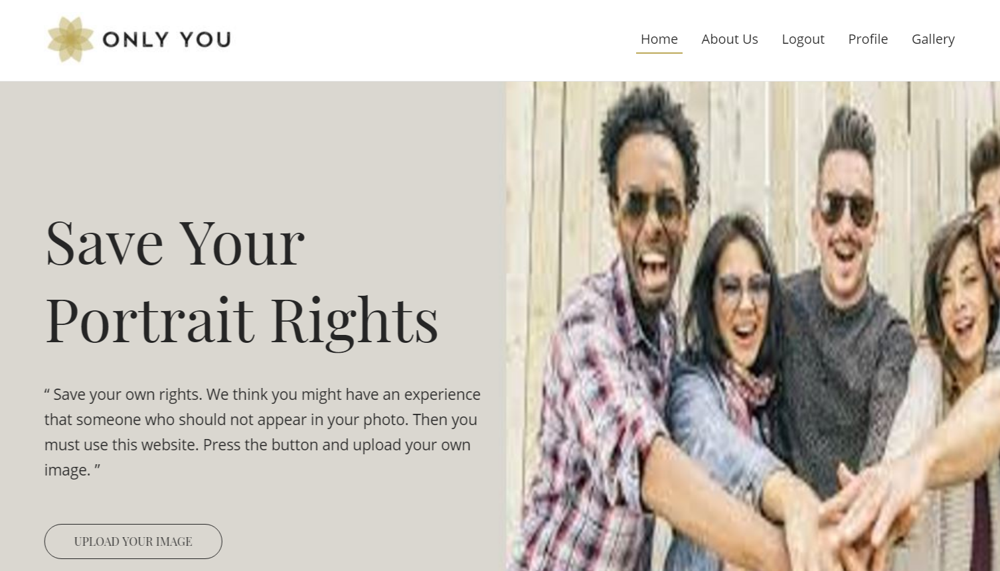 ONLY YOU
Home About Us Logout Profile Gallery
Save Your
Portrait Rights
“ Save your own rights. We think you might have an experience
that someone who should not appear in your photo. Then you
must use this website. Press the button and upload your own
image. ”
UPLOAD YOUR IMAGE